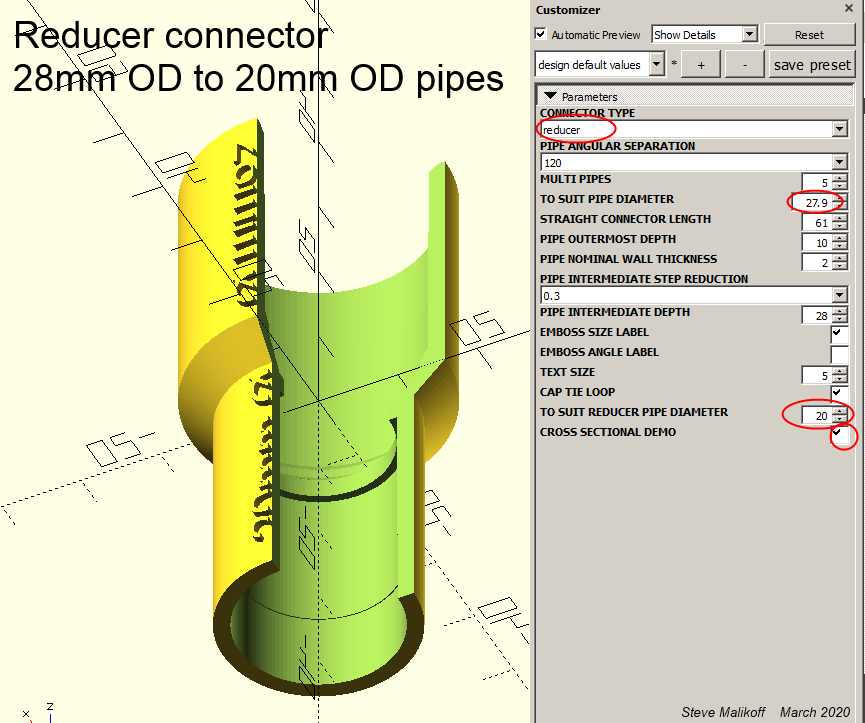 Reducer connector
28mm OD to 20mm OD pipes
Customizer
Automatic Preview
Show Details
Reset
design default values
*
+
-
save preset
Parameters
CONNECTOR TYPE
reducer
PIPE ANGULAR SEPARATION
120
MULTI PIPES 5
TO SUIT PIPE DIAMETER 27.9
STRAIGHT CONNECTOR LENGTH 61
PIPE OUTERMOST DEPTH 10
PIPE NOMINAL WALL THICKNESS 2
PIPE INTERMEDIATE STEP REDUCTION
0.3
PIPE INTERMEDIATE DEPTH 28
EMBOSS SIZE LABEL
EMBOSS ANGLE LABEL
TEXT SIZE 5
CAP TIE LOOP
TO SUIT REDUCER PIPE DIAMETER 20
CROSS SECTIONAL DEMO
x
z
Steve Malikoff March 2020